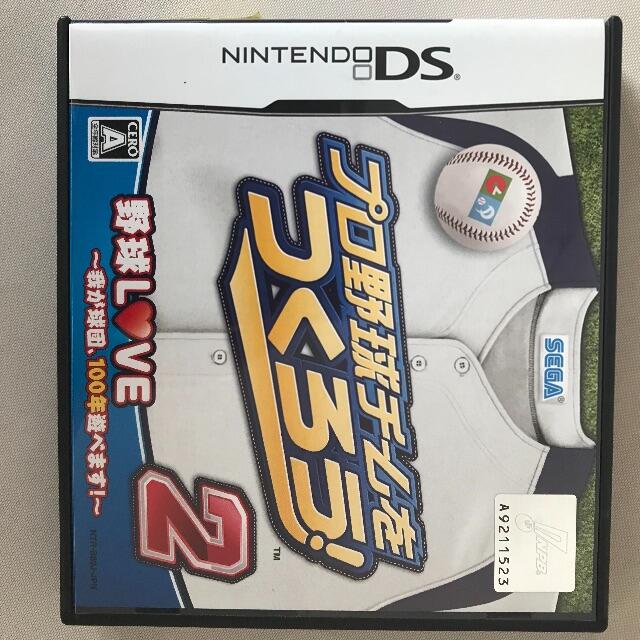 NINTENDO DS
SEGA
プロ野球チームを
つくろう!
2
TM
野球LOVE
~我が球団、100年遊べます!~
CERO
A
A9211523